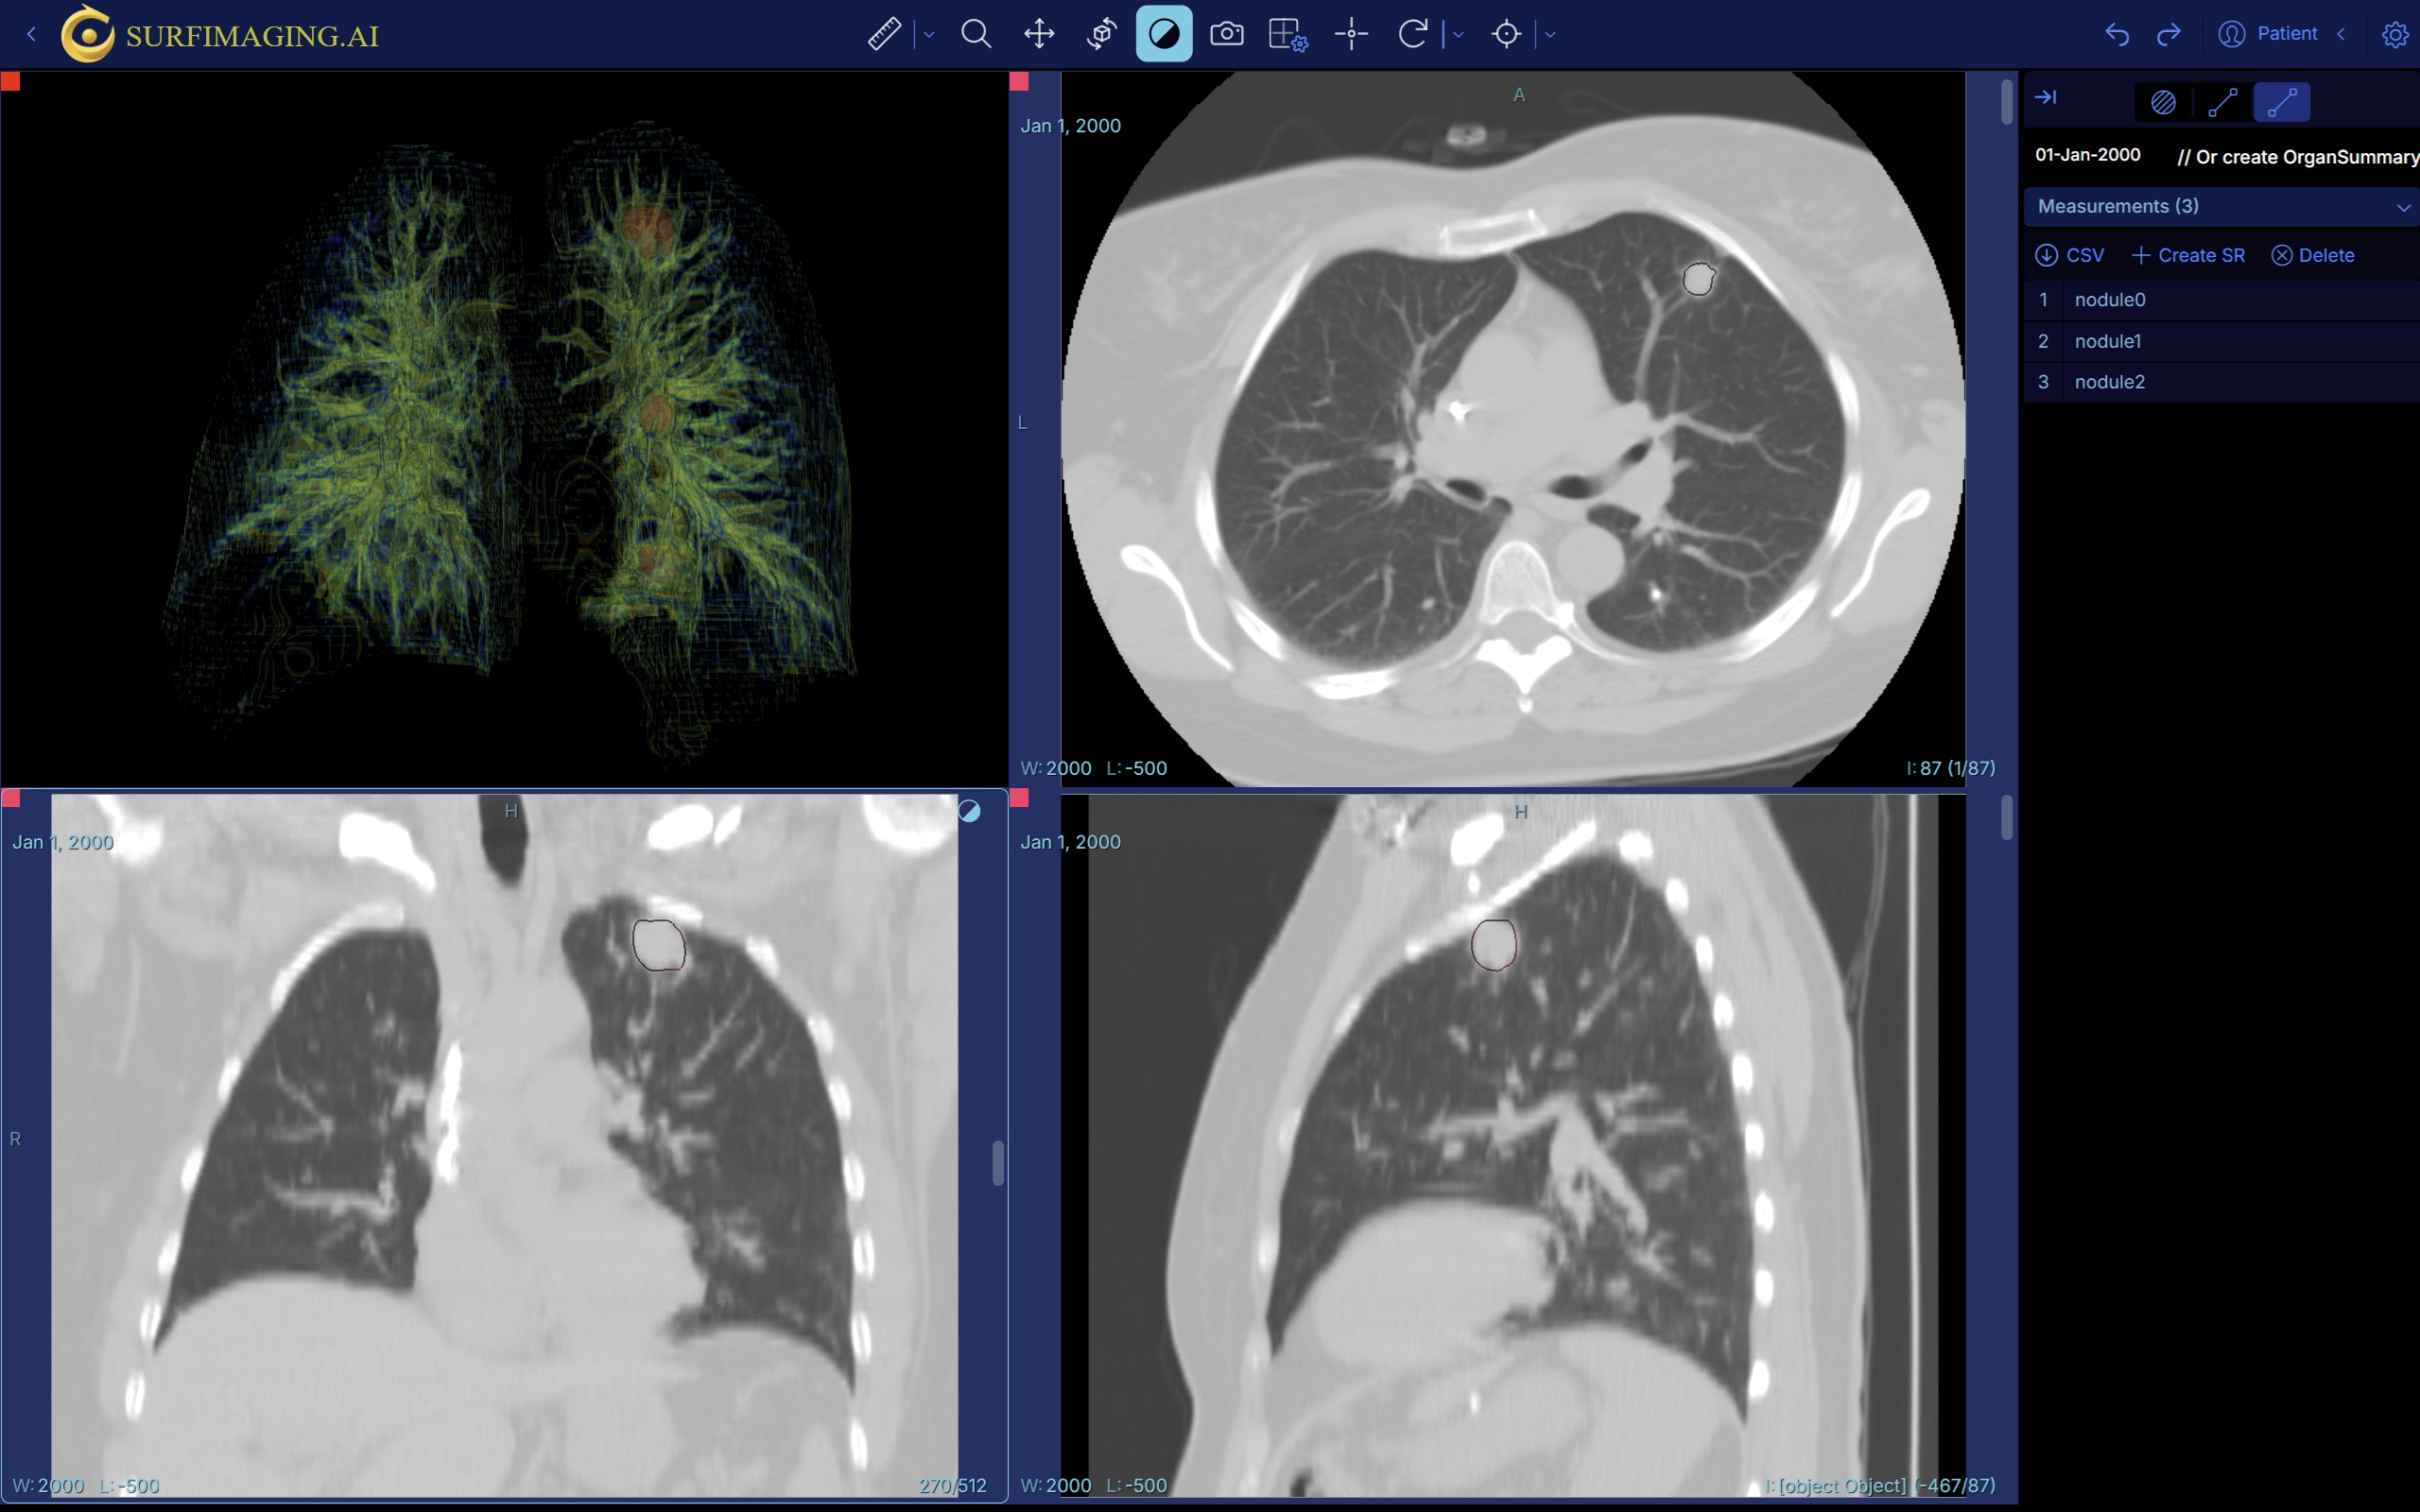 SURFIMAGING.AI
Patient
A
Jan 1, 2000
L
W: 2000 L: -500
I: 87 (1/87)
H
Jan 1, 2000
R
W: 2000 L: -500
270/512
H
Jan 1, 2000
W: 2000 L: -500
I: [object Object] (-467/87)
01-Jan-2000 // Or create OrganSummary
Measurements (3)
CSV Create SR Delete
1 nodule0
2 nodule1
3 nodule2